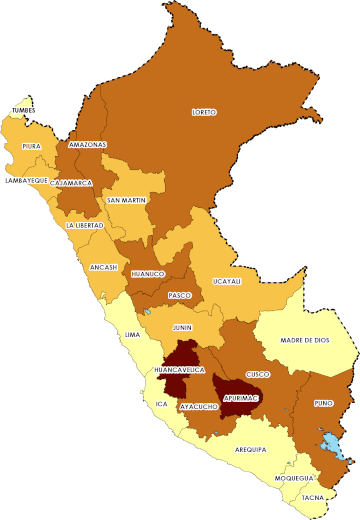 TUMBES
LORETO
PIURA
AMAZONAS
LAMBAYEQUE
CAJAMARCA
SAN MARTIN
LA LIBERTAD
ANCASH
HUANUCO
UCAYALI
PASCO
LIMA
JUNIN
MADRE DE DIOS
HUANCAVELICA
CUSCO
ICA
AYACUCHO
APURIMAC
PUNO
AREQUIPA
MOQUEGUA
TACNA